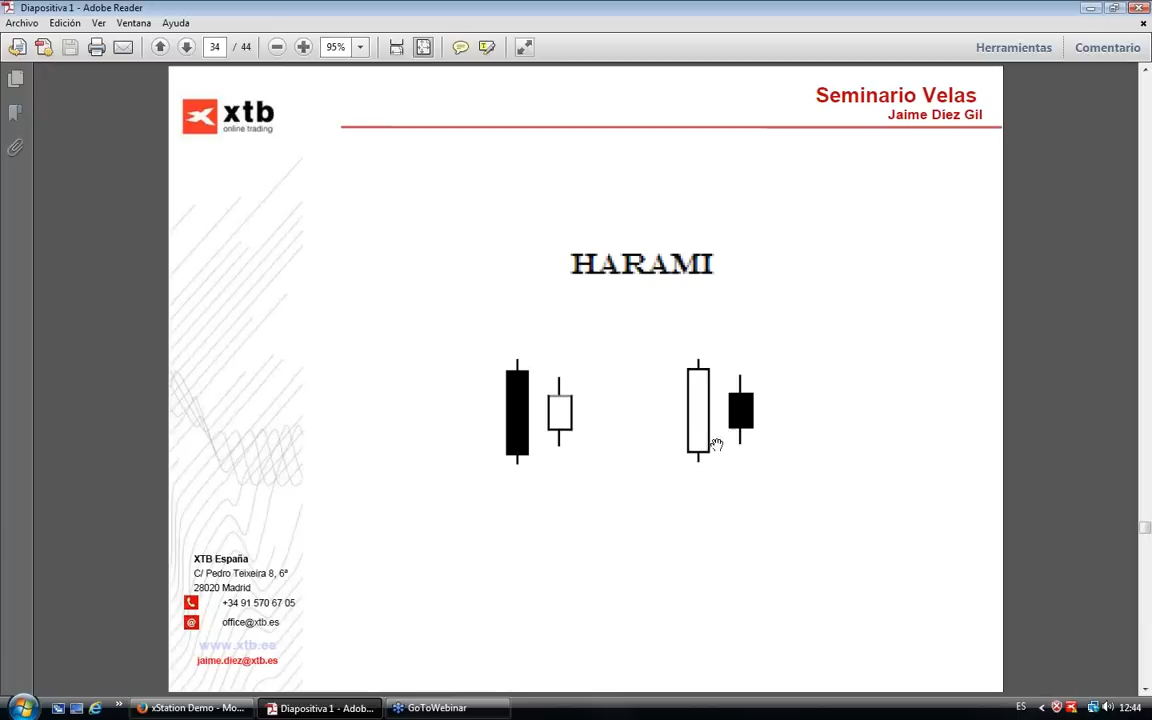 Diapositiva 1 - Adobe Reader
Archivo Edición Ver Ventana Ayuda
34 / 44 95% Herramientas Comentario
xtb
online trading
Seminario Velas
Jaime Diez Gil
HARAMI
XTB España
C/ Pedro Teixeira 8, 6ª
28020 Madrid
+34 91 570 67 05
@ office@xtb.es
www.xtb.es
jaime.diez@xtb.es
xStation Demo - Mo... Diapositiva 1 - Adob... GoToWebinar ES 12:44